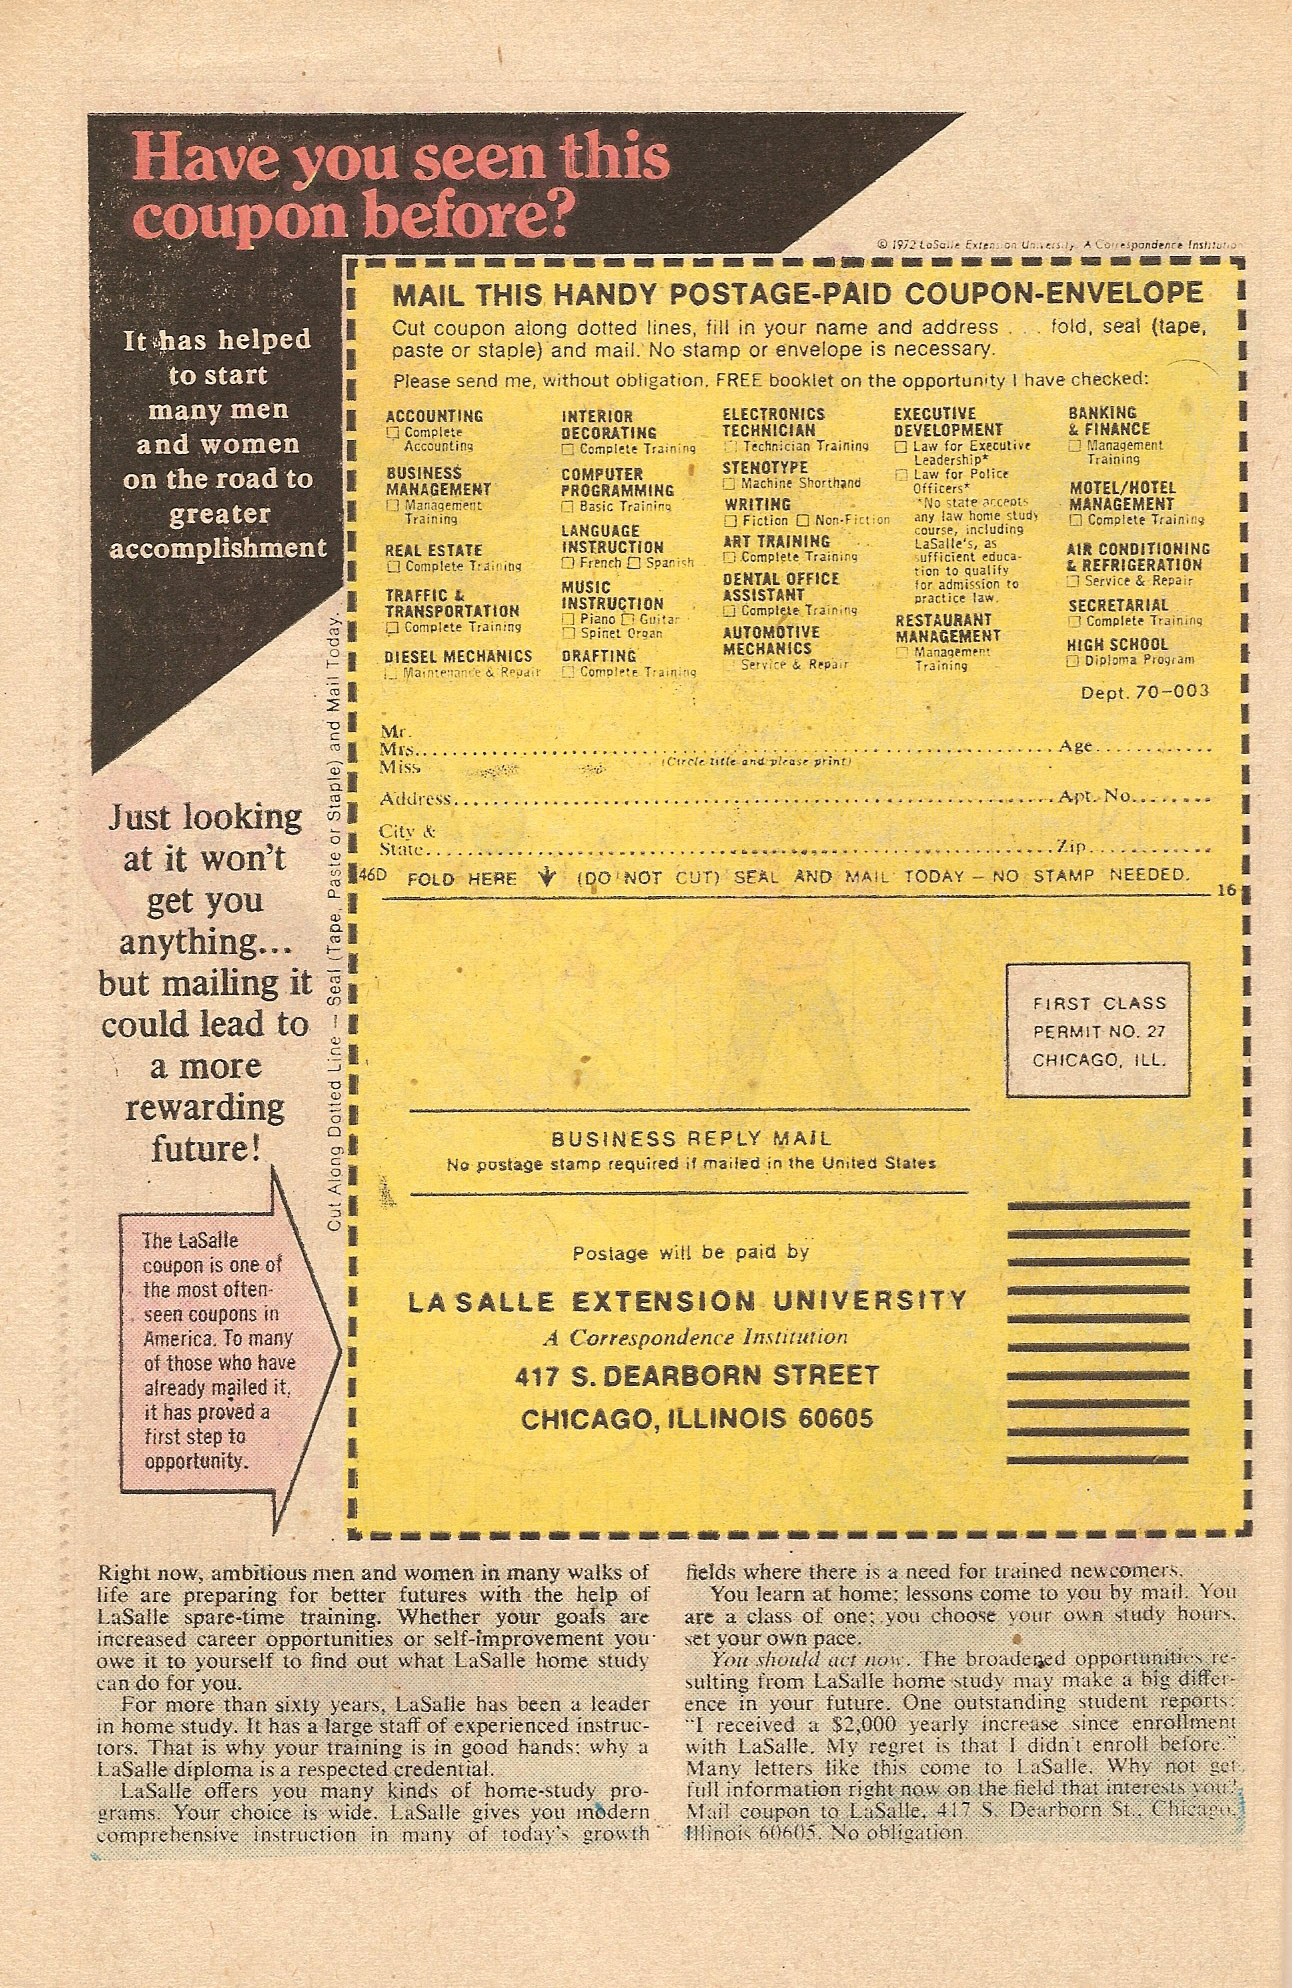 Have you seen this
coupon before?
It has helped
to start
many men
and women
on the road to
greater
accomplishment
Just looking
at it won't
get you
anything...
but mailing it
could lead to
a more
rewarding
future!
The LaSalle
coupon is one of
the most often-
seen coupons in
America. To many
of those who have
already mailed it,
it has proved a
first step to
opportunity.
Cut Along Dotted Line — Seal (Tape, Paste or Staple) and Mail Today.
© 1972 LaSalle Extension University. A Correspondence Institution
MAIL THIS HANDY POSTAGE-PAID COUPON-ENVELOPE
Cut coupon along dotted lines, fill in your name and address . . . fold, seal (tape,
paste or staple) and mail. No stamp or envelope is necessary.
Please send me, without obligation, FREE booklet on the opportunity I have checked:
ACCOUNTING
☐ Complete
Accounting
BUSINESS
MANAGEMENT
☐ Management
Training
REAL ESTATE
☐ Complete Training
TRAFFIC &
TRANSPORTATION
☐ Complete Training
DIESEL MECHANICS
☐ Maintenance & Repair
INTERIOR
DECORATING
☐ Complete Training
COMPUTER
PROGRAMMING
☐ Basic Training
LANGUAGE
INSTRUCTION
☐ French ☐ Spanish
MUSIC
INSTRUCTION
☐ Piano ☐ Guitar
☐ Spinet Organ
DRAFTING
☐ Complete Training
ELECTRONICS
TECHNICIAN
☐ Technician Training
STENOTYPE
☐ Machine Shorthand
WRITING
☐ Fiction ☐ Non-Fiction
ART TRAINING
☐ Complete Training
DENTAL OFFICE
ASSISTANT
☐ Complete Training
AUTOMOTIVE
MECHANICS
☐ Service & Repair
EXECUTIVE
DEVELOPMENT
☐ Law for Executive
Leadership*
☐ Law for Police
Officers*
*No state accepts
any law home study
course, including
LaSalle's, as
sufficient educa-
tion to qualify
for admission to
practice law.
RESTAURANT
MANAGEMENT
☐ Management
Training
BANKING
& FINANCE
☐ Management
Training
MOTEL/HOTEL
MANAGEMENT
☐ Complete Training
AIR CONDITIONING
& REFRIGERATION
☐ Service & Repair
SECRETARIAL
☐ Complete Training
HIGH SCHOOL
☐ Diploma Program
Dept. 70-003
Mr.
Mrs. Age
Miss (Circle title and please print)
Address Apt. No.
City &
State Zip
46D FOLD HERE (DO NOT CUT) SEAL AND MAIL TODAY — NO STAMP NEEDED. 16
FIRST CLASS
PERMIT NO. 27
CHICAGO, ILL.
BUSINESS REPLY MAIL
No postage stamp required if mailed in the United States
Postage will be paid by
LA SALLE EXTENSION UNIVERSITY
A Correspondence Institution
417 S. DEARBORN STREET
CHICAGO, ILLINOIS 60605
Right now, ambitious men and women in many walks of
life are preparing for better futures with the help of
LaSalle spare-time training. Whether your goals are
increased career opportunities or self-improvement you
owe it to yourself to find out what LaSalle home study
can do for you.
For more than sixty years, LaSalle has been a leader
in home study. It has a large staff of experienced instruc-
tors. That is why your training is in good hands; why a
LaSalle diploma is a respected credential.
LaSalle offers you many kinds of home-study pro-
grams. Your choice is wide. LaSalle gives you modern
comprehensive instruction in many of today's growth
fields where there is a need for trained newcomers.
You learn at home; lessons come to you by mail. You
are a class of one; you choose your own study hours,
set your own pace.
You should act now. The broadened opportunities re-
sulting from LaSalle home study may make a big differ-
ence in your future. One outstanding student reports:
"I received a $2,000 yearly increase since enrollment
with LaSalle. My regret is that I didn't enroll before."
Many letters like this come to LaSalle. Why not get
full information right now on the field that interests you?
Mail coupon to LaSalle, 417 S. Dearborn St., Chicago,
Illinois 60605. No obligation.